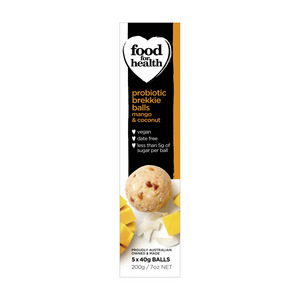 food
for
health
probiotic
brekkie
balls
mango
& coconut
vegan
date free
less than 5g of
sugar per ball
PROUDLY AUSTRALIAN
OWNED & MADE
5 x 40g BALLS
200g / 7oz NET